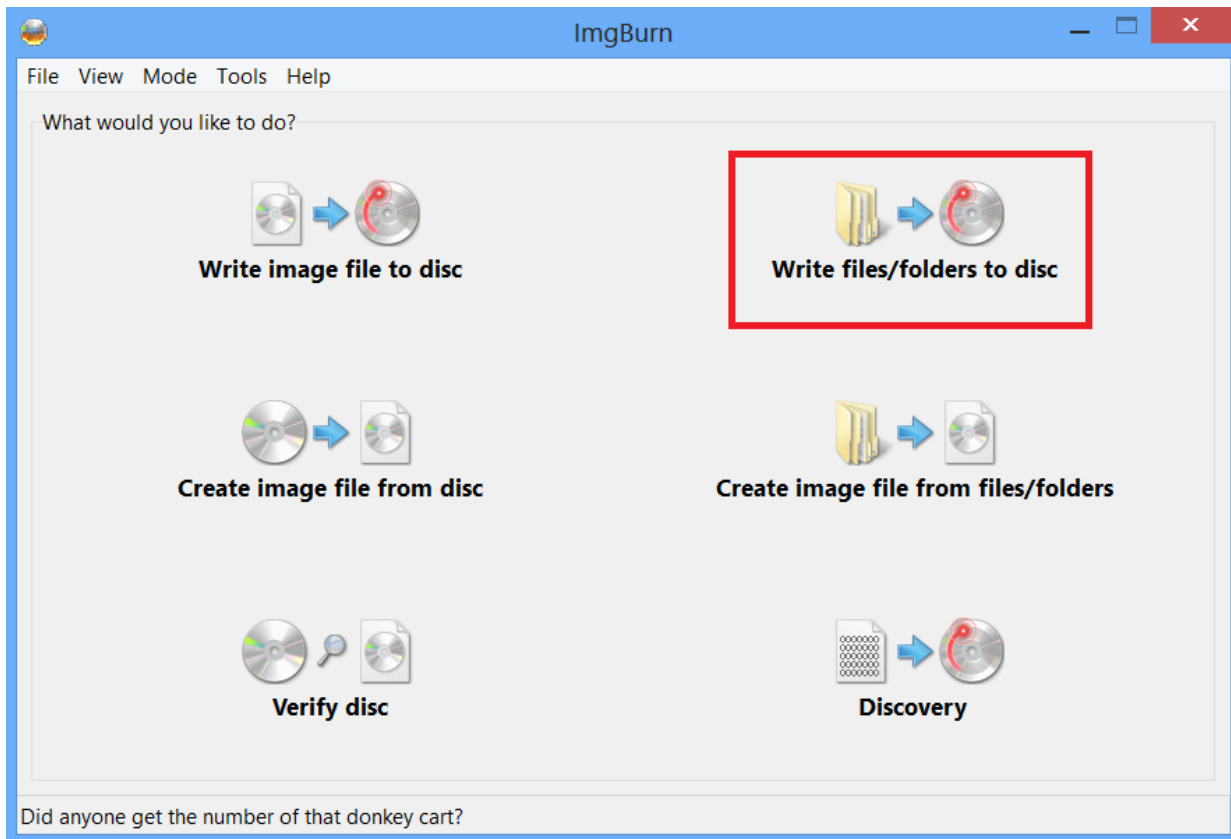 ImgBurn
File View Mode Tools Help
What would you like to do?
Write image file to disc
Write files/folders to disc
Create image file from disc
Create image file from files/folders
Verify disc
Discovery
Did anyone get the number of that donkey cart?